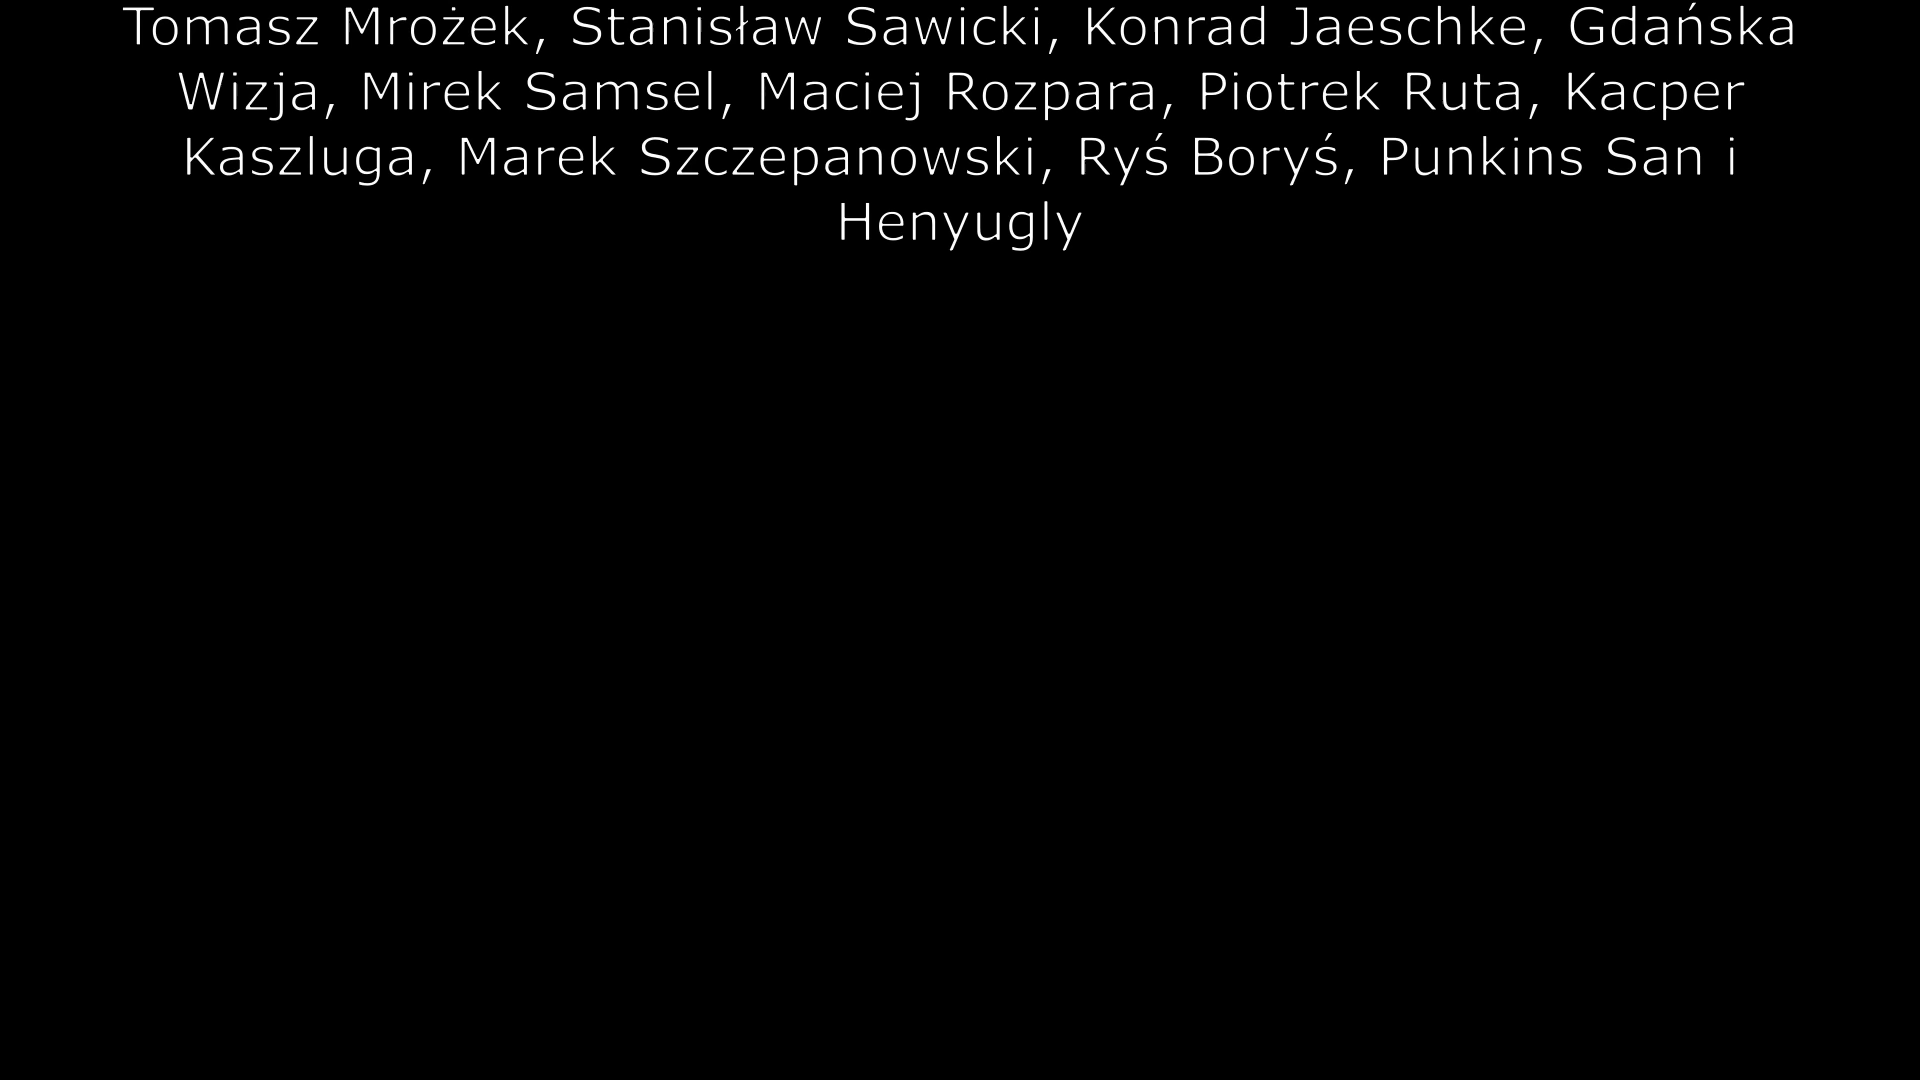 Tomasz Mrożek, Stanisław Sawicki, Konrad Jaeschke, Gdańska
Wizja, Mirek Samsel, Maciej Rozpara, Piotrek Ruta, Kacper
Kaszluga, Marek Szczepanowski, Ryś Boryś, Punkins San i
Henyugly